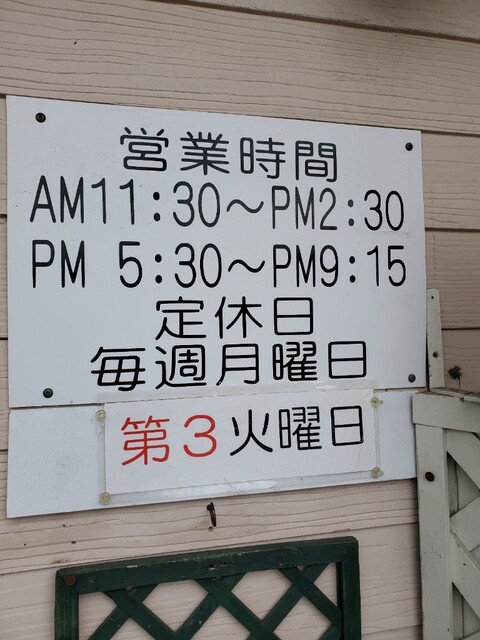 営業時間
AM11:30～PM2:30
PM 5:30～PM9:15
定休日
毎週月曜日
第3火曜日